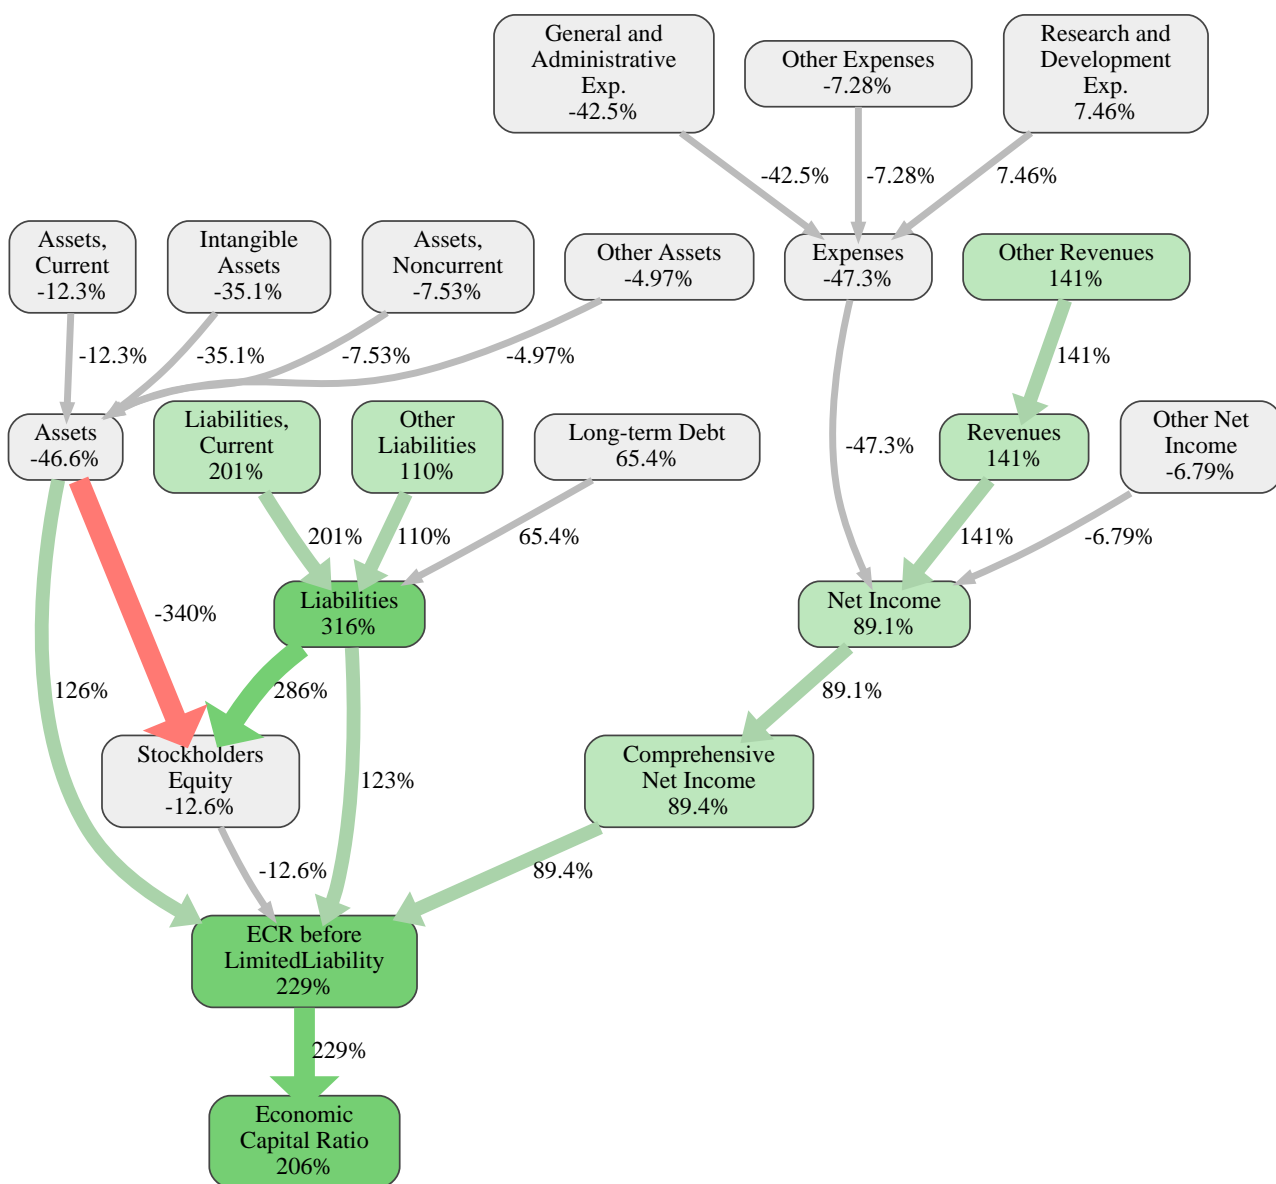 General and
Administrative
Exp.
-42.5%
Other Expenses
-7.28%
Research and
Development
Exp.
7.46%
-42.5%
-7.28%
7.46%
Assets,
Current
-12.3%
Intangible
Assets
-35.1%
Assets,
Noncurrent
-7.53%
Other Assets
-4.97%
Expenses
-47.3%
Other Revenues
141%
-12.3%
-35.1%
-7.53%
-4.97%
141%
Assets
-46.6%
Liabilities,
Current
201%
Other
Liabilities
110%
Long-term Debt
65.4%
-47.3%
Revenues
141%
Other Net
Income
-6.79%
201%
110%
65.4%
141%
-6.79%
-340%
Liabilities
316%
Net Income
89.1%
126%
286%
89.1%
Stockholders
Equity
-12.6%
123%
Comprehensive
Net Income
89.4%
-12.6%
89.4%
ECR before
LimitedLiability
229%
229%
Economic
Capital Ratio
206%